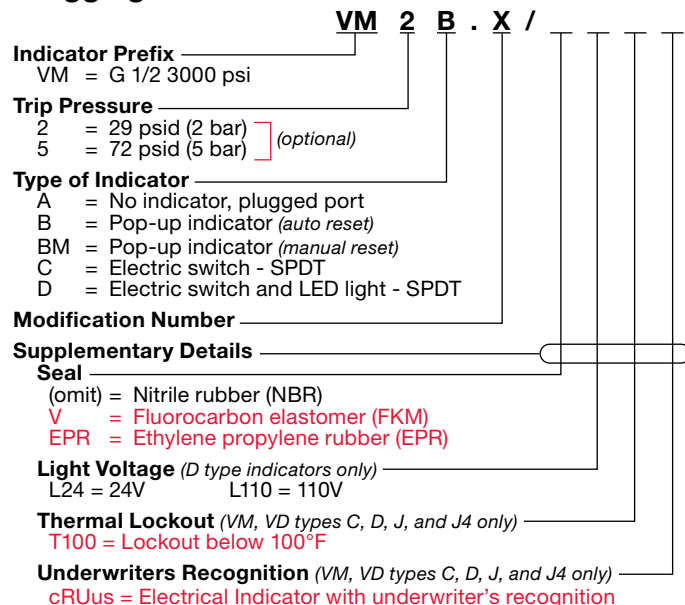 VM 2 B . X /
Indicator Prefix
VM = G 1/2 3000 psi
Trip Pressure
2 = 29 psid (2 bar)
5 = 72 psid (5 bar)
(optional)
Type of Indicator
A = No indicator, plugged port
B = Pop-up indicator (auto reset)
BM = Pop-up indicator (manual reset)
C = Electric switch - SPDT
D = Electric switch and LED light - SPDT
Modification Number
Supplementary Details
Seal
(omit) = Nitrile rubber (NBR)
V = Fluorocarbon elastomer (FKM)
EPR = Ethylene propylene rubber (EPR)
Light Voltage (D type indicators only)
L24 = 24V L110 = 110V
Thermal Lockout (VM, VD types C, D, J, and J4 only)
T100 = Lockout below 100°F
Underwriters Recognition (VM, VD types C, D, J, and J4 only)
cRUus = Electrical Indicator with underwriter's recognition